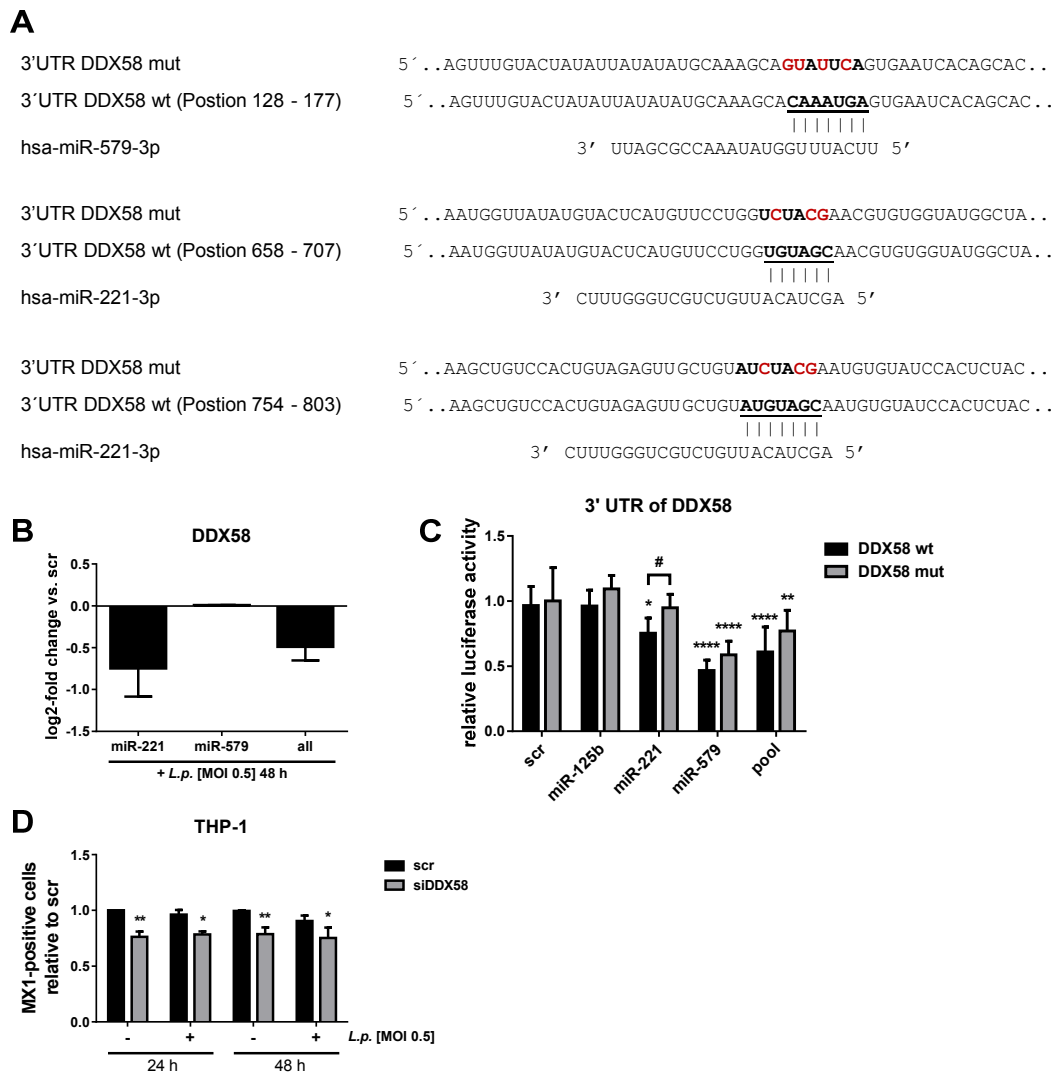 A
3'UTR DDX58 mut 5´..AGUUUGUACUAUAUUAUAUAUGCAAAGCAGUAUUCAGUGAAUCACAGCAC..
3´UTR DDX58 wt (Postion 128 - 177) 5´..AGUUUGUACUAUAUUAUAUAUGCAAAGCACAAAUGAGUGAAUCACAGCAC..
| | | | | | |
hsa-miR-579-3p 3’ UUAGCGCCAAAUAUGGUUUACUU 5’
3'UTR DDX58 mut 5´..AAUGGUUAUAUGUACUCAUGUUCCUGGUCUACGAACGUGUGGUAUGGCUA..
3´UTR DDX58 wt (Postion 658 - 707) 5´..AAUGGUUAUAUGUACUCAUGUUCCUGGUGUAGCAACGUGUGGUAUGGCUA..
| | | | | |
hsa-miR-221-3p 3’ CUUUGGGUCGUCUGUUACAUCGA 5’
3'UTR DDX58 mut 5´..AAGCUGUCCACUGUAGAGUUGCUGUAUCUACGAAUGUGUAUCCACUCUAC..
3´UTR DDX58 wt (Postion 754 - 803) 5´..AAGCUGUCCACUGUAGAGUUGCUGUAUGUAGCAAUGUGUAUCCACUCUAC..
| | | | | | |
hsa-miR-221-3p 3’ CUUUGGGUCGUCUGUUACAUCGA 5’
B
DDX58
log2-fold change vs. scr
0.5
0.0
-0.5
-1.0
-1.5
miR-221 miR-579 all
+ L.p. [MOI 0.5] 48 h
C
3' UTR of DDX58
relative luciferase activity
1.5
1.0
0.5
0.0
#
* **** **** **** **
scr miR-125b miR-221 miR-579 pool
DDX58 wt
DDX58 mut
D
THP-1
MX1-positive cells
relative to scr
1.5
1.0
0.5
0.0
** * ** *
- + - + L.p. [MOI 0.5]
24 h 48 h
scr
siDDX58